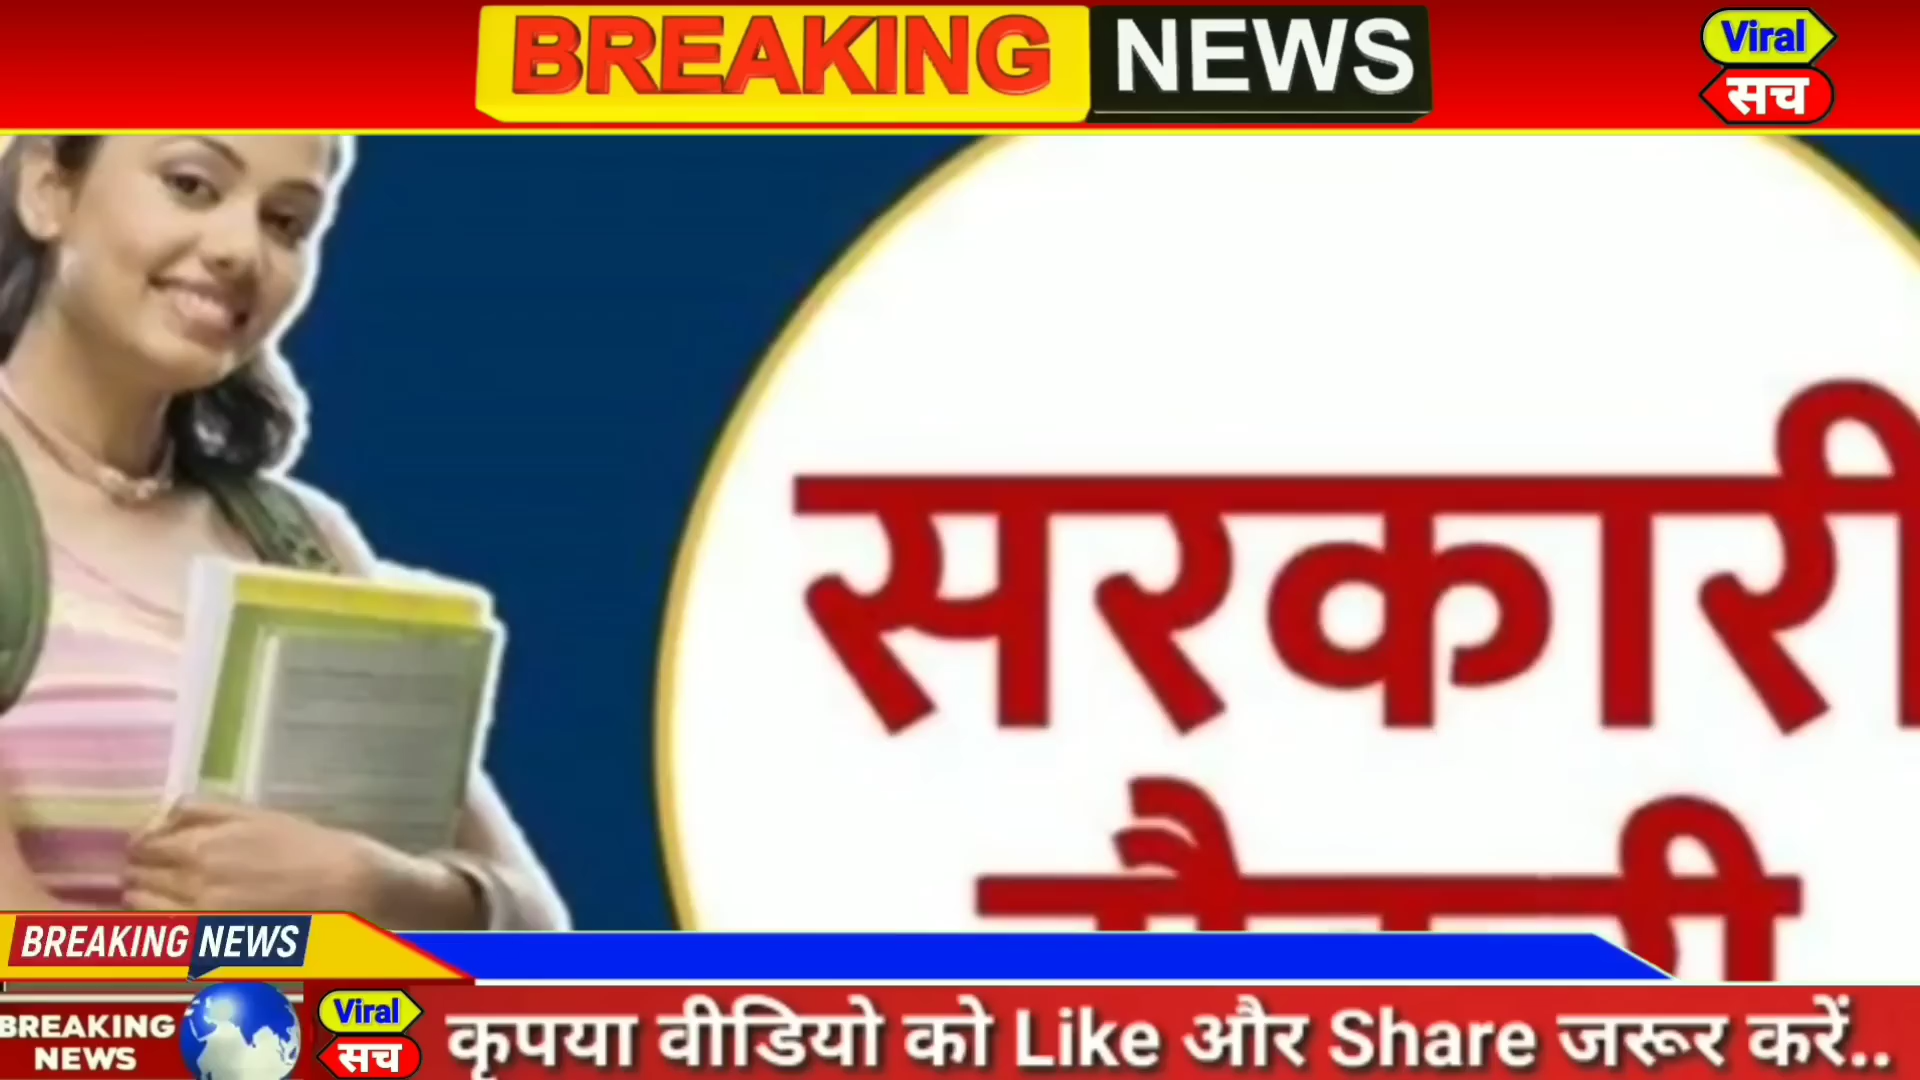 BREAKING NEWS
Viral
सच
सरकारी
BREAKING NEWS
BREAKING
NEWS
Viral
सच
कृपया वीडियो को Like और Share जरूर करें..